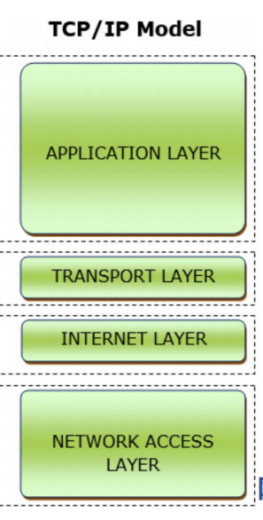 TCP/IP Model
APPLICATION LAYER
TRANSPORT LAYER
INTERNET LAYER
NETWORK ACCESS
LAYER